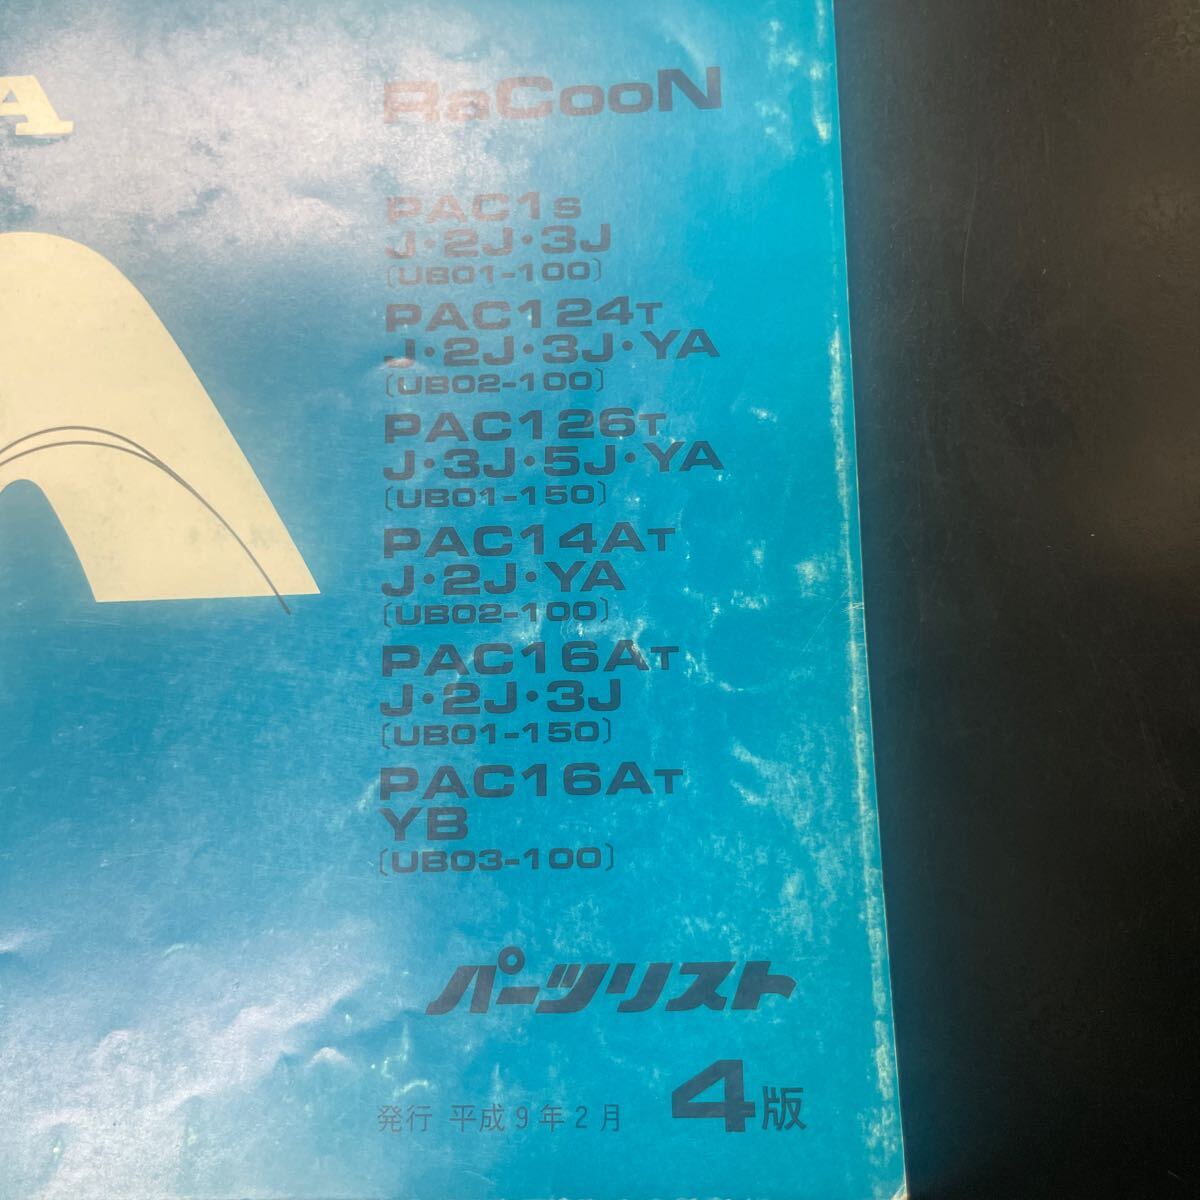 A
RaCooN
PAC1S
J・2J・3J
〔UB01-100〕
PAC124T
J・2J・3J・YA
〔UB02-100〕
PAC126T
J・3J・5J・YA
〔UB01-150〕
PAC14AT
J・2J・YA
〔UB02-100〕
PAC16AT
J・2J・3J
〔UB01-150〕
PAC16AT
YB
〔UB03-100〕
パーツリスト
発行 平成9年2月 4版